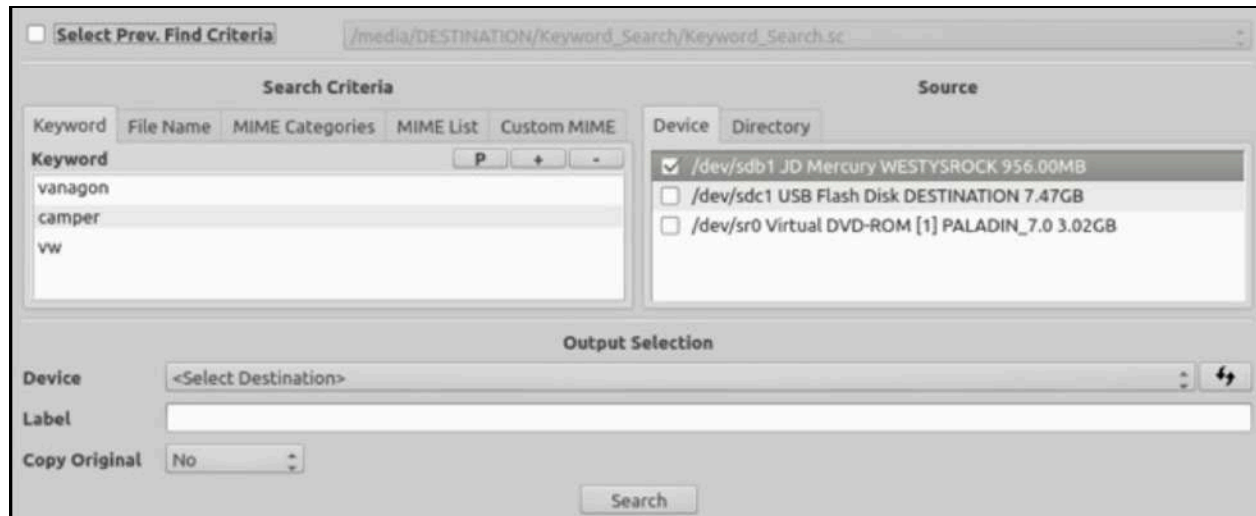 Select Prev. Find Criteria /media/DESTINATION/Keyword_Search/Keyword_Search.sc
Search Criteria
Keyword File Name MIME Categories MIME List Custom MIME
Keyword P + -
vanagon
camper
vw
Source
Device Directory
/dev/sdb1 JD Mercury WESTYSROCK 956.00MB
/dev/sdc1 USB Flash Disk DESTINATION 7.47GB
/dev/sr0 Virtual DVD-ROM [1] PALADIN_7.0 3.02GB
Output Selection
Device <Select Destination>
Label
Copy Original No
Search